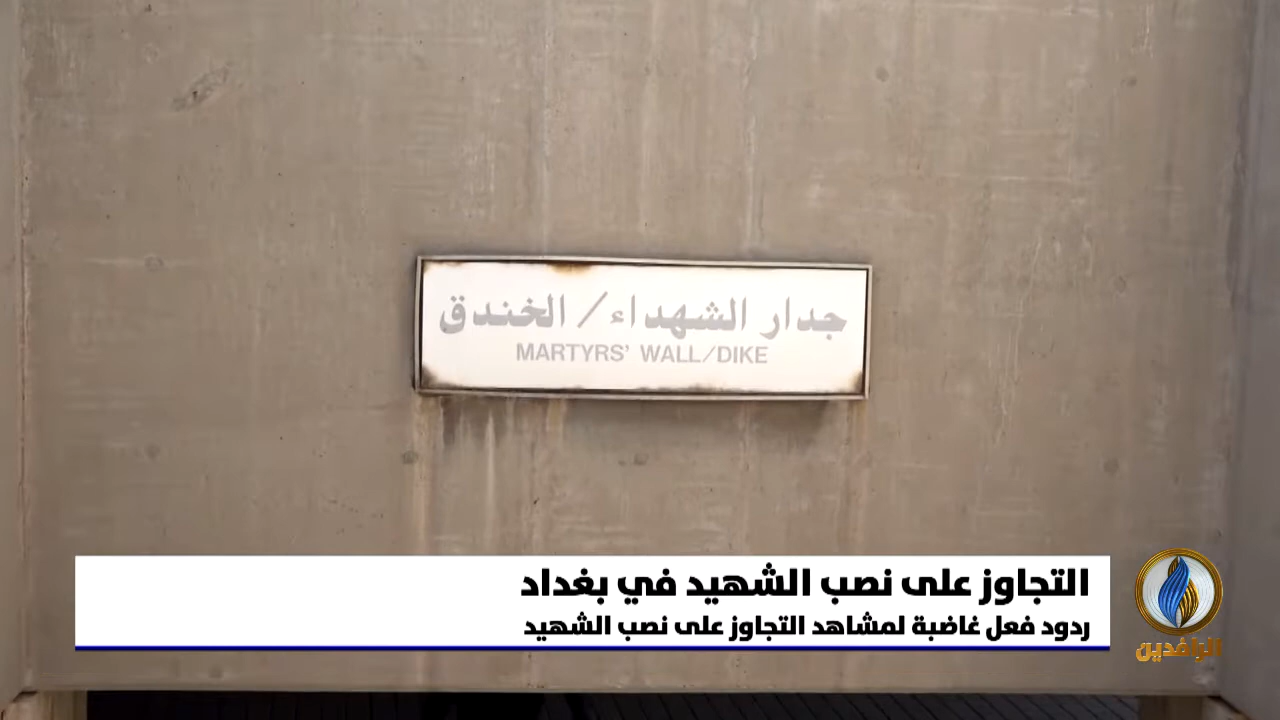 جدار الشهداء/الخندق
MARTYRS' WALL/DIKE
التجاوز على نصب الشهيد في بغداد
ردود فعل غاضبة لمشاهد التجاوز على نصب الشهيد
الرافدين